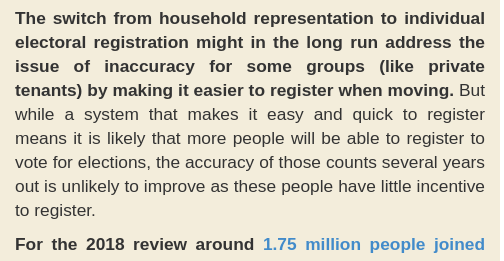 The switch from household representation to individual
electoral registration might in the long run address the
issue of inaccuracy for some groups (like private
tenants) by making it easier to register when moving. But
while a system that makes it easy and quick to register
means it is likely that more people will be able to register to
vote for elections, the accuracy of those counts several years
out is unlikely to improve as these people have little incentive
to register.
For the 2018 review around 1.75 million people joined